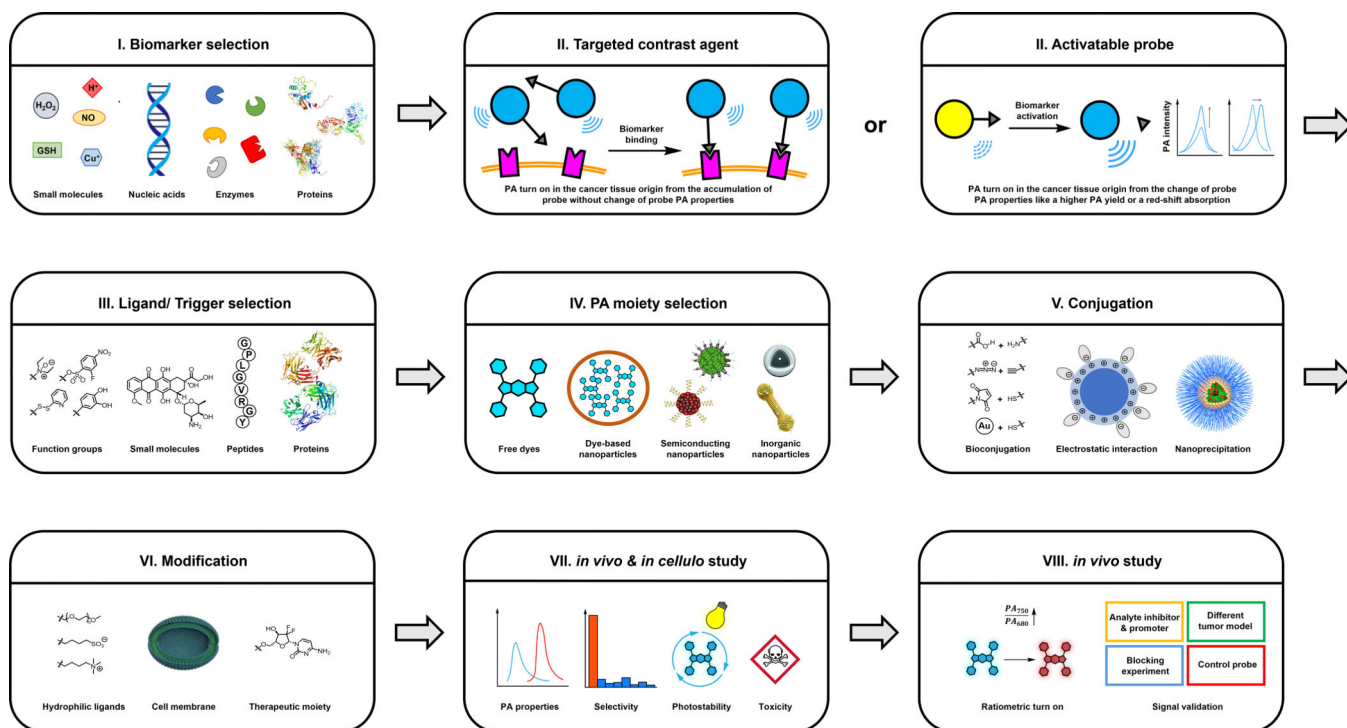 I. Biomarker selection
H₂O₂
H⁺
NO
GSH
Cu⁺
Small molecules
Nucleic acids
Enzymes
Proteins
II. Targeted contrast agent
Biomarker
binding
PA turn on in the cancer tissue origin from the accumulation of
probe without change of probe PA properties
or
II. Activatable probe
Biomarker
activation
PA intensity
PA turn on in the cancer tissue origin from the change of probe
PA properties like a higher PA yield or a red-shift absorption
III. Ligand/ Trigger selection
NO₂
F
OH
NH₂
G
P
L
G
V
R
G
Y
Function groups
Small molecules
Peptides
Proteins
IV. PA moiety selection
Free dyes
Dye-based
nanoparticles
Semiconducting
nanoparticles
Inorganic
nanoparticles
V. Conjugation
Au + HS
Bioconjugation
Electrostatic interaction
Nanoprecipitation
VI. Modification
Hydrophilic ligands
Cell membrane
Therapeutic moiety
VII. in vivo & in cellulo study
PA properties
Selectivity
Photostability
Toxicity
VIII. in vivo study
PA₇₅₀
PA₆₈₀
Ratiometric turn on
Analyte inhibitor
& promoter
Different
tumor model
Blocking
experiment
Control probe
Signal validation